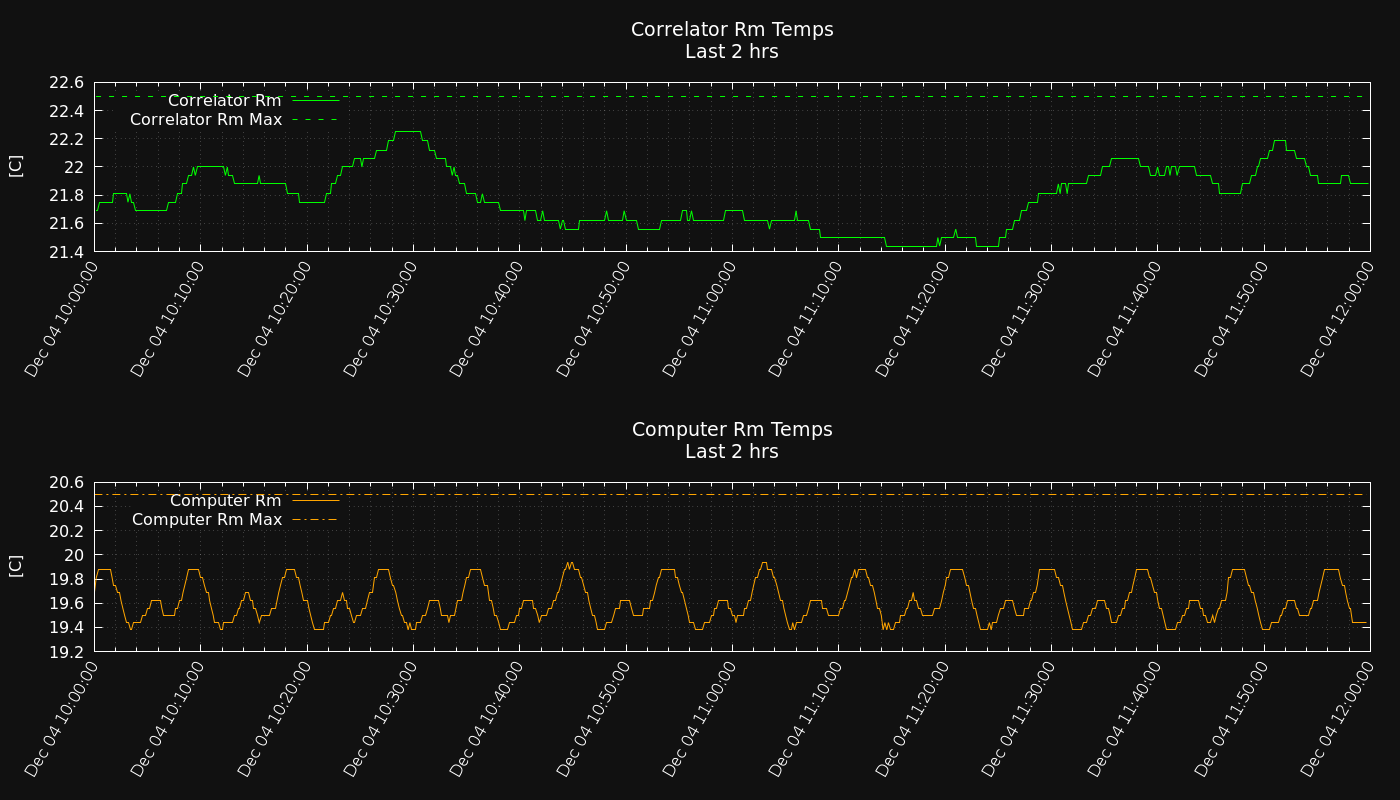 Correlator Rm Temps
Last 2 hrs
22.6
22.4
22.2
22
21.8
21.6
21.4
[C]
Correlator Rm
Correlator Rm Max
Dec 04 10:00:00
Dec 04 10:10:00
Dec 04 10:20:00
Dec 04 10:30:00
Dec 04 10:40:00
Dec 04 10:50:00
Dec 04 11:00:00
Dec 04 11:10:00
Dec 04 11:20:00
Dec 04 11:30:00
Dec 04 11:40:00
Dec 04 11:50:00
Dec 04 12:00:00
Computer Rm Temps
Last 2 hrs
20.6
20.4
20.2
20
19.8
19.6
19.4
19.2
[C]
Computer Rm
Computer Rm Max
Dec 04 10:00:00
Dec 04 10:10:00
Dec 04 10:20:00
Dec 04 10:30:00
Dec 04 10:40:00
Dec 04 10:50:00
Dec 04 11:00:00
Dec 04 11:10:00
Dec 04 11:20:00
Dec 04 11:30:00
Dec 04 11:40:00
Dec 04 11:50:00
Dec 04 12:00:00